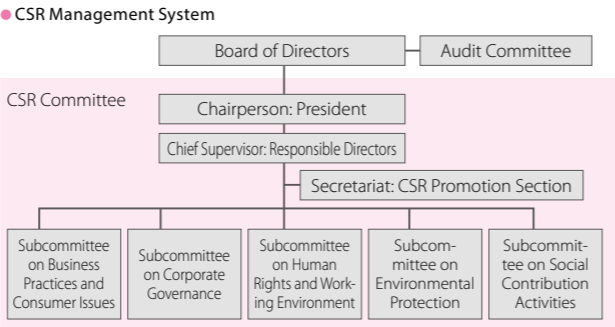 ● CSR Management System
Board of Directors
Audit Committee
CSR Committee
Chairperson: President
Chief Supervisor: Responsible Directors
Secretariat: CSR Promotion Section
Subcommittee
on Business
Practices and
Consumer Issues
Subcommittee
on Corporate
Governance
Subcommittee
on Human
Rights and Work-
ing Environment
Subcom-
mittee on
Environmental
Protection
Subcommit-
tee on Social
Contribution
Activities